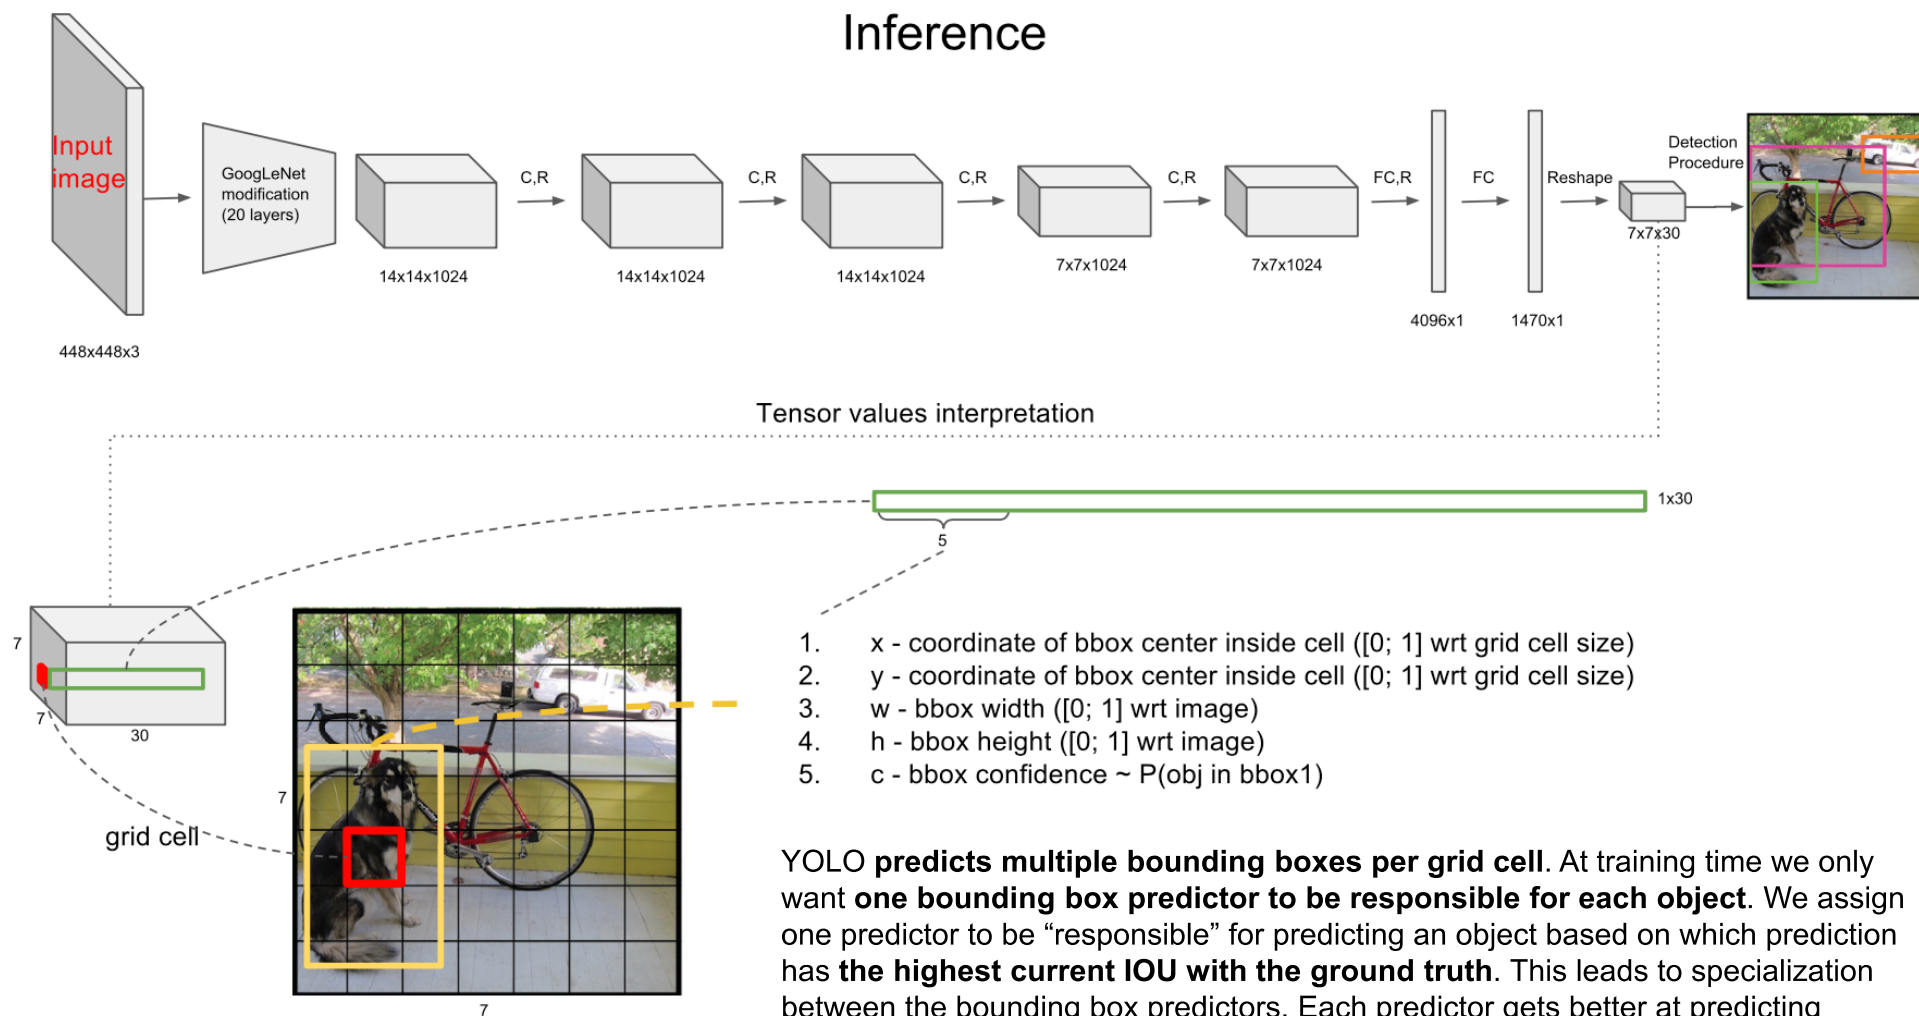 Inference
Input
image
448x448x3
GoogLeNet
modification
(20 layers)
14x14x1024
C,R
14x14x1024
C,R
14x14x1024
C,R
7x7x1024
C,R
7x7x1024
FC,R
4096x1
FC
1470x1
Reshape
7x7x30
Detection
Procedure
Tensor values interpretation
1x30
5
7
7
30
grid cell
7
7
1. x - coordinate of bbox center inside cell ([0; 1] wrt grid cell size)
2. y - coordinate of bbox center inside cell ([0; 1] wrt grid cell size)
3. w - bbox width ([0; 1] wrt image)
4. h - bbox height ([0; 1] wrt image)
5. c - bbox confidence ~ P(obj in bbox1)
YOLO predicts multiple bounding boxes per grid cell. At training time we only
want one bounding box predictor to be responsible for each object. We assign
one predictor to be “responsible” for predicting an object based on which prediction
has the highest current IOU with the ground truth. This leads to specialization
between the bounding box predictors. Each predictor gets better at predicting